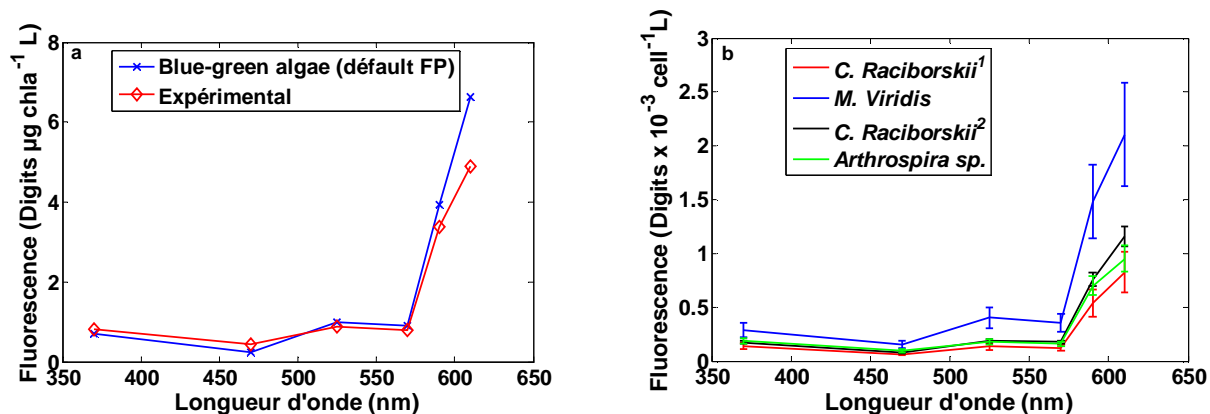 a
Fluorescence (Digits µg chla⁻¹ L)
8
6
4
2
0
Blue-green algae (défault FP)
Expérimental
350 400 450 500 550 600 650
Longueur d'onde (nm)
b
Fluorescence (Digits x 10⁻³ cell⁻¹L)
3
2.5
2
1.5
1
0.5
0
C. Raciborskii¹
M. Viridis
C. Raciborskii²
Arthrospira sp.
350 400 450 500 550 600 650
Longueur d'onde (nm)